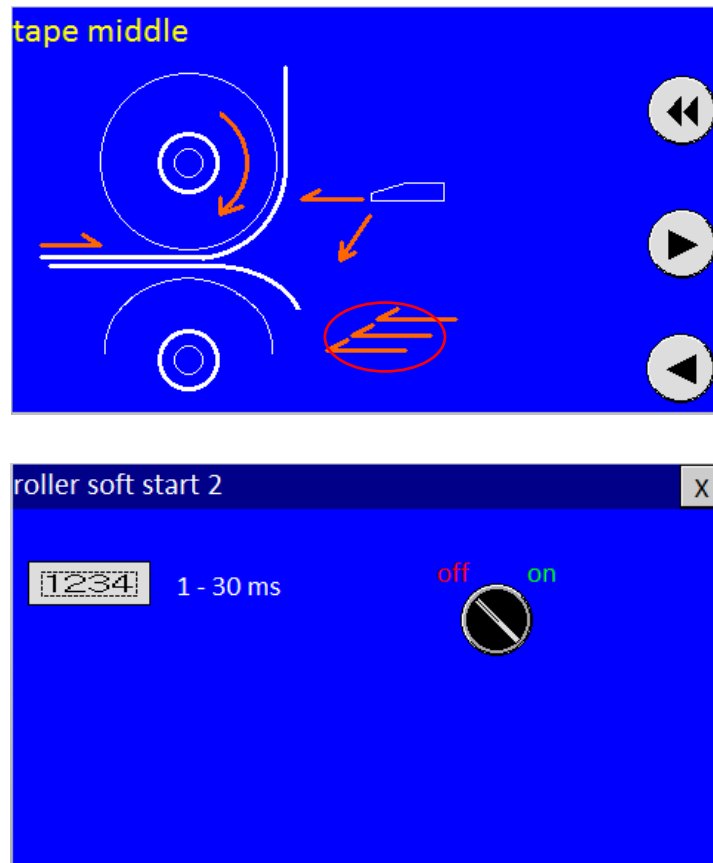 tape middle
roller soft start 2
X
1234
1 - 30 ms
off
on